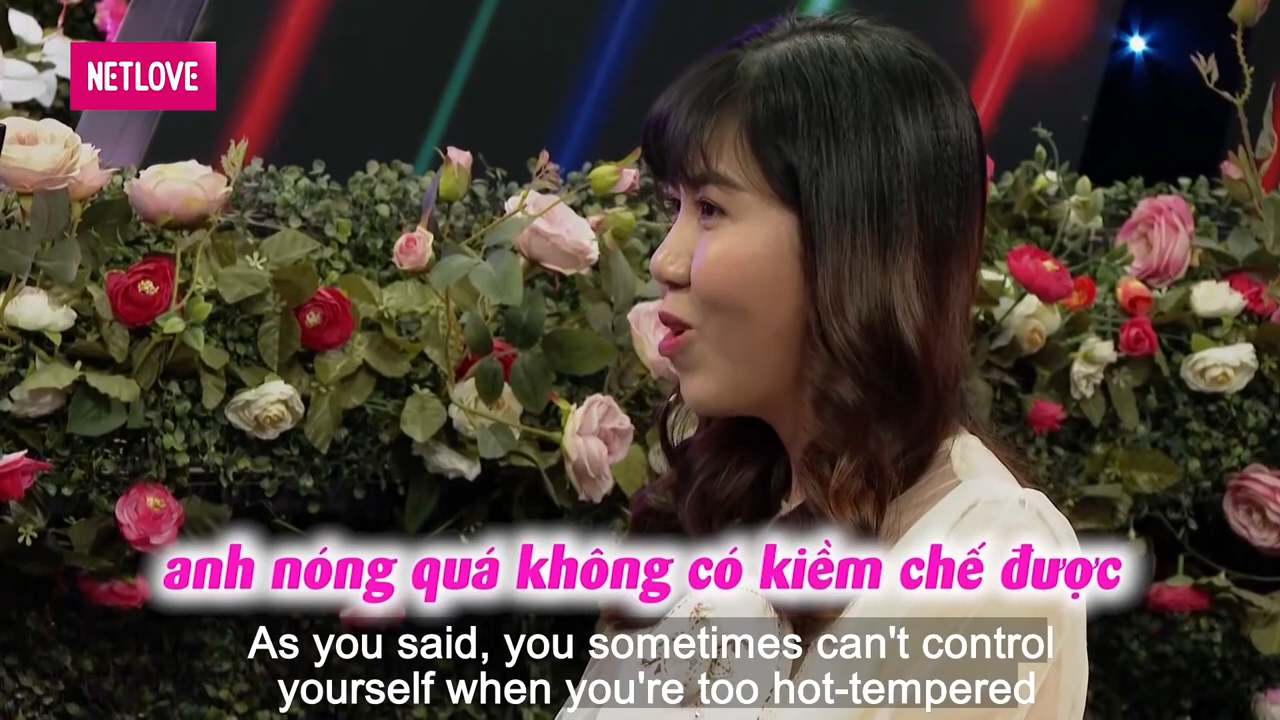 NETLOVE
anh nóng quá không có kiềm chế được
As you said, you sometimes can't control
yourself when you're too hot-tempered